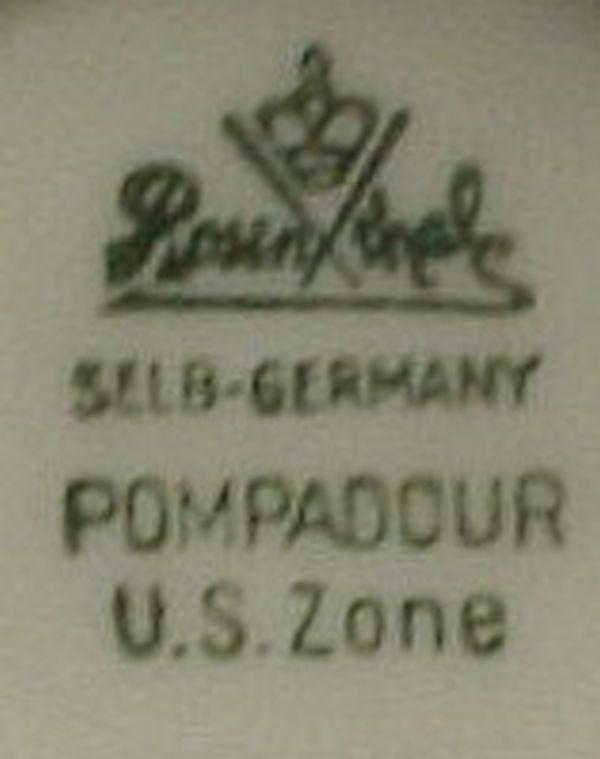 Rosenthal
SELB-GERMANY
POMPADOUR
U.S. Zone